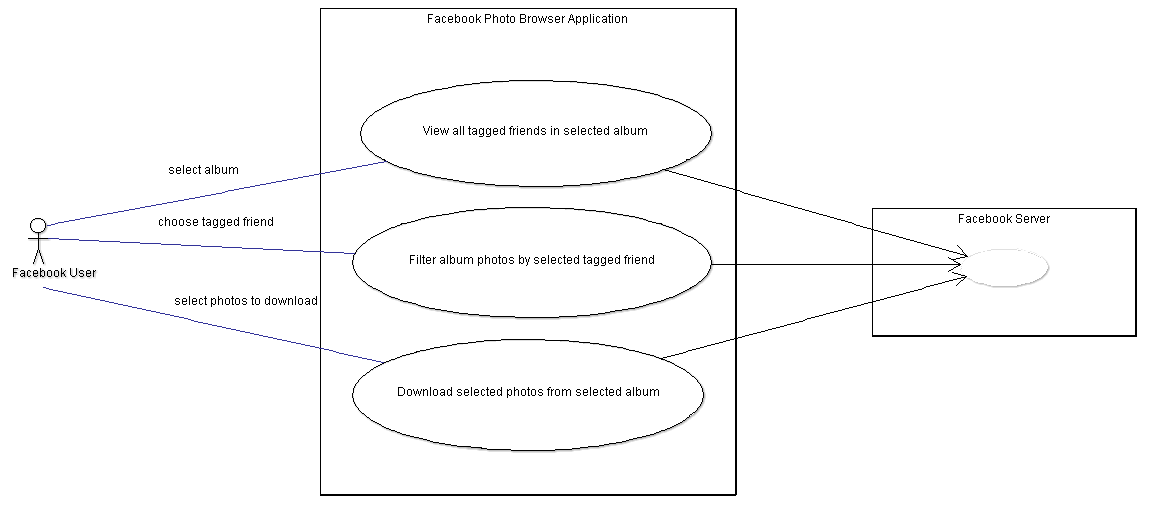 Facebook Photo Browser Application
View all tagged friends in selected album
select album
choose tagged friend
Facebook Server
Filter album photos by selected tagged friend
Facebook User
select photos to download
Download selected photos from selected album